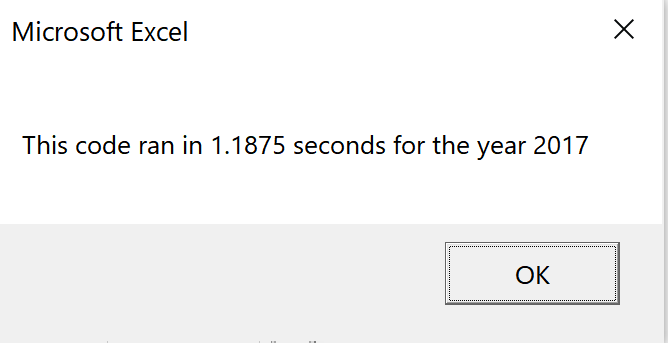 Microsoft Excel
This code ran in 1.1875 seconds for the year 2017
OK